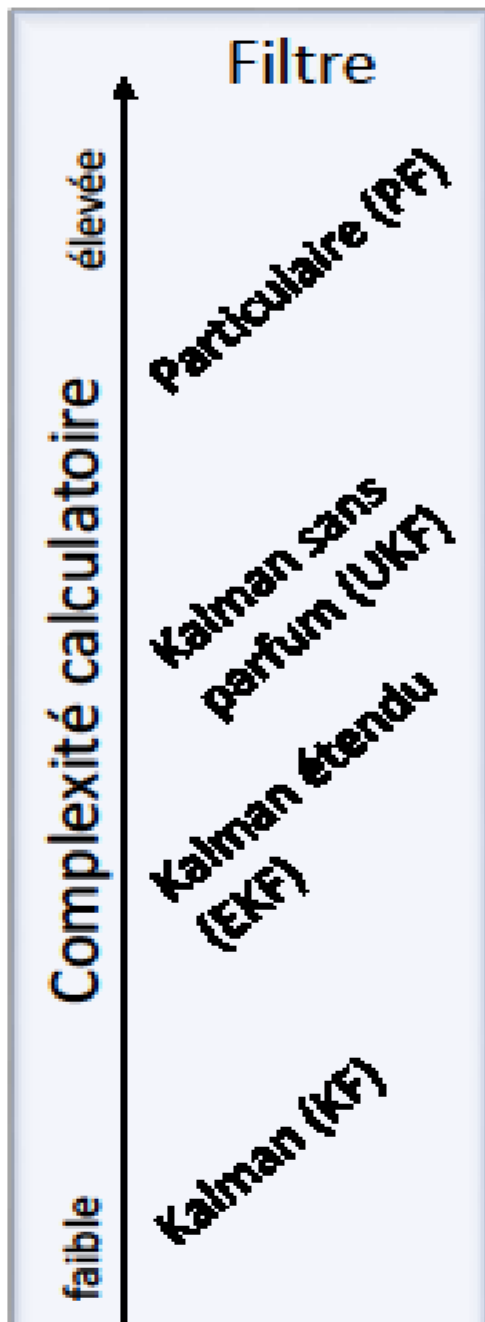 Filtre
élevée
Complexité calculatoire
faible
Particulaire (PF)
Kalman sans
parfum (UKF)
Kalman étendu
(EKF)
Kalman (KF)